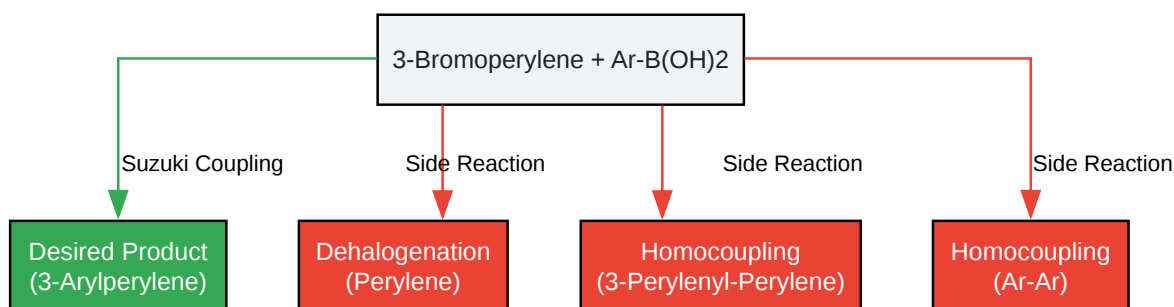 3-Bromoperylene + Ar-B(OH)2
Suzuki Coupling
Side Reaction
Side Reaction
Side Reaction
Desired Product
(3-Arylperylene)
Dehalogenation
(Perylene)
Homocoupling
(3-Perylenyl-Perylene)
Homocoupling
(Ar-Ar)